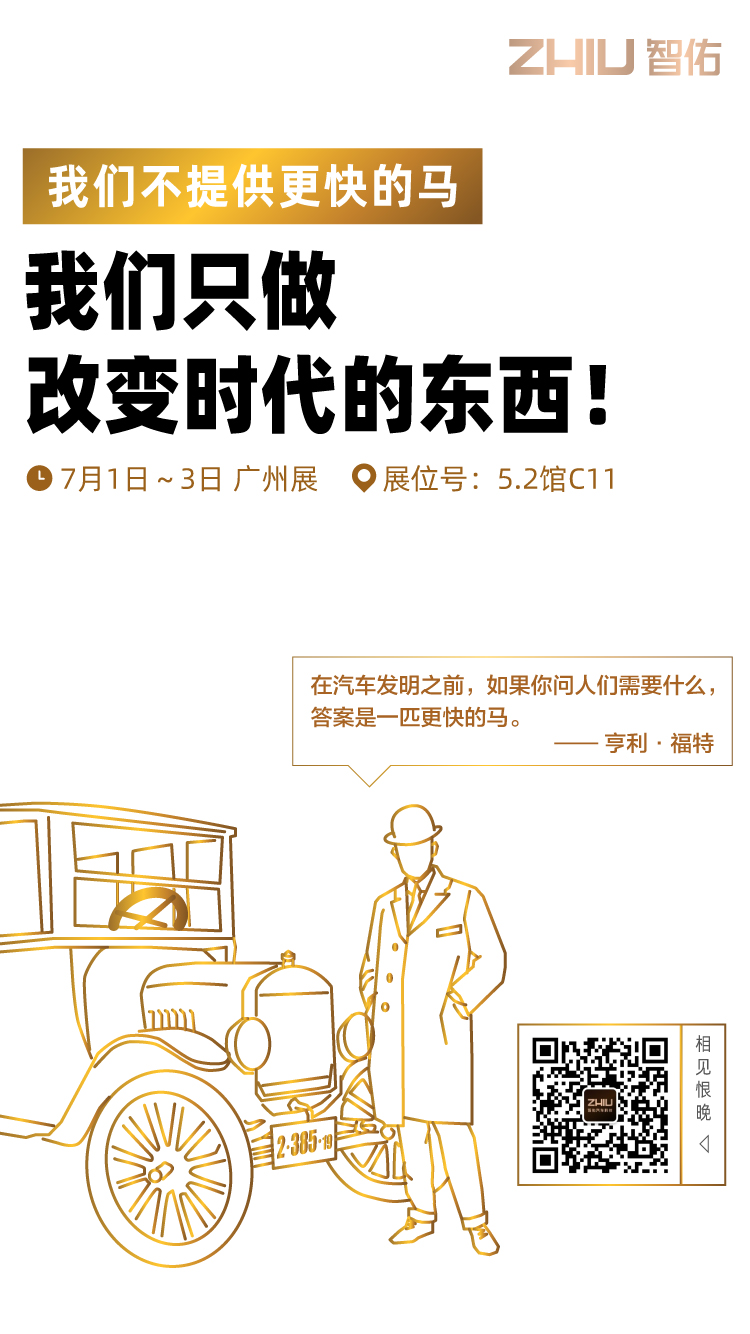 ZHIU 智佑
我们不提供更快的马
我们只做
改变时代的东西！
7月1日~3日 广州展 展位号：5.2馆C11
在汽车发明之前，如果你问人们需要什么，
答案是一匹更快的马。
—— 亨利·福特
2·385·19
ZHIU
相见恨晚